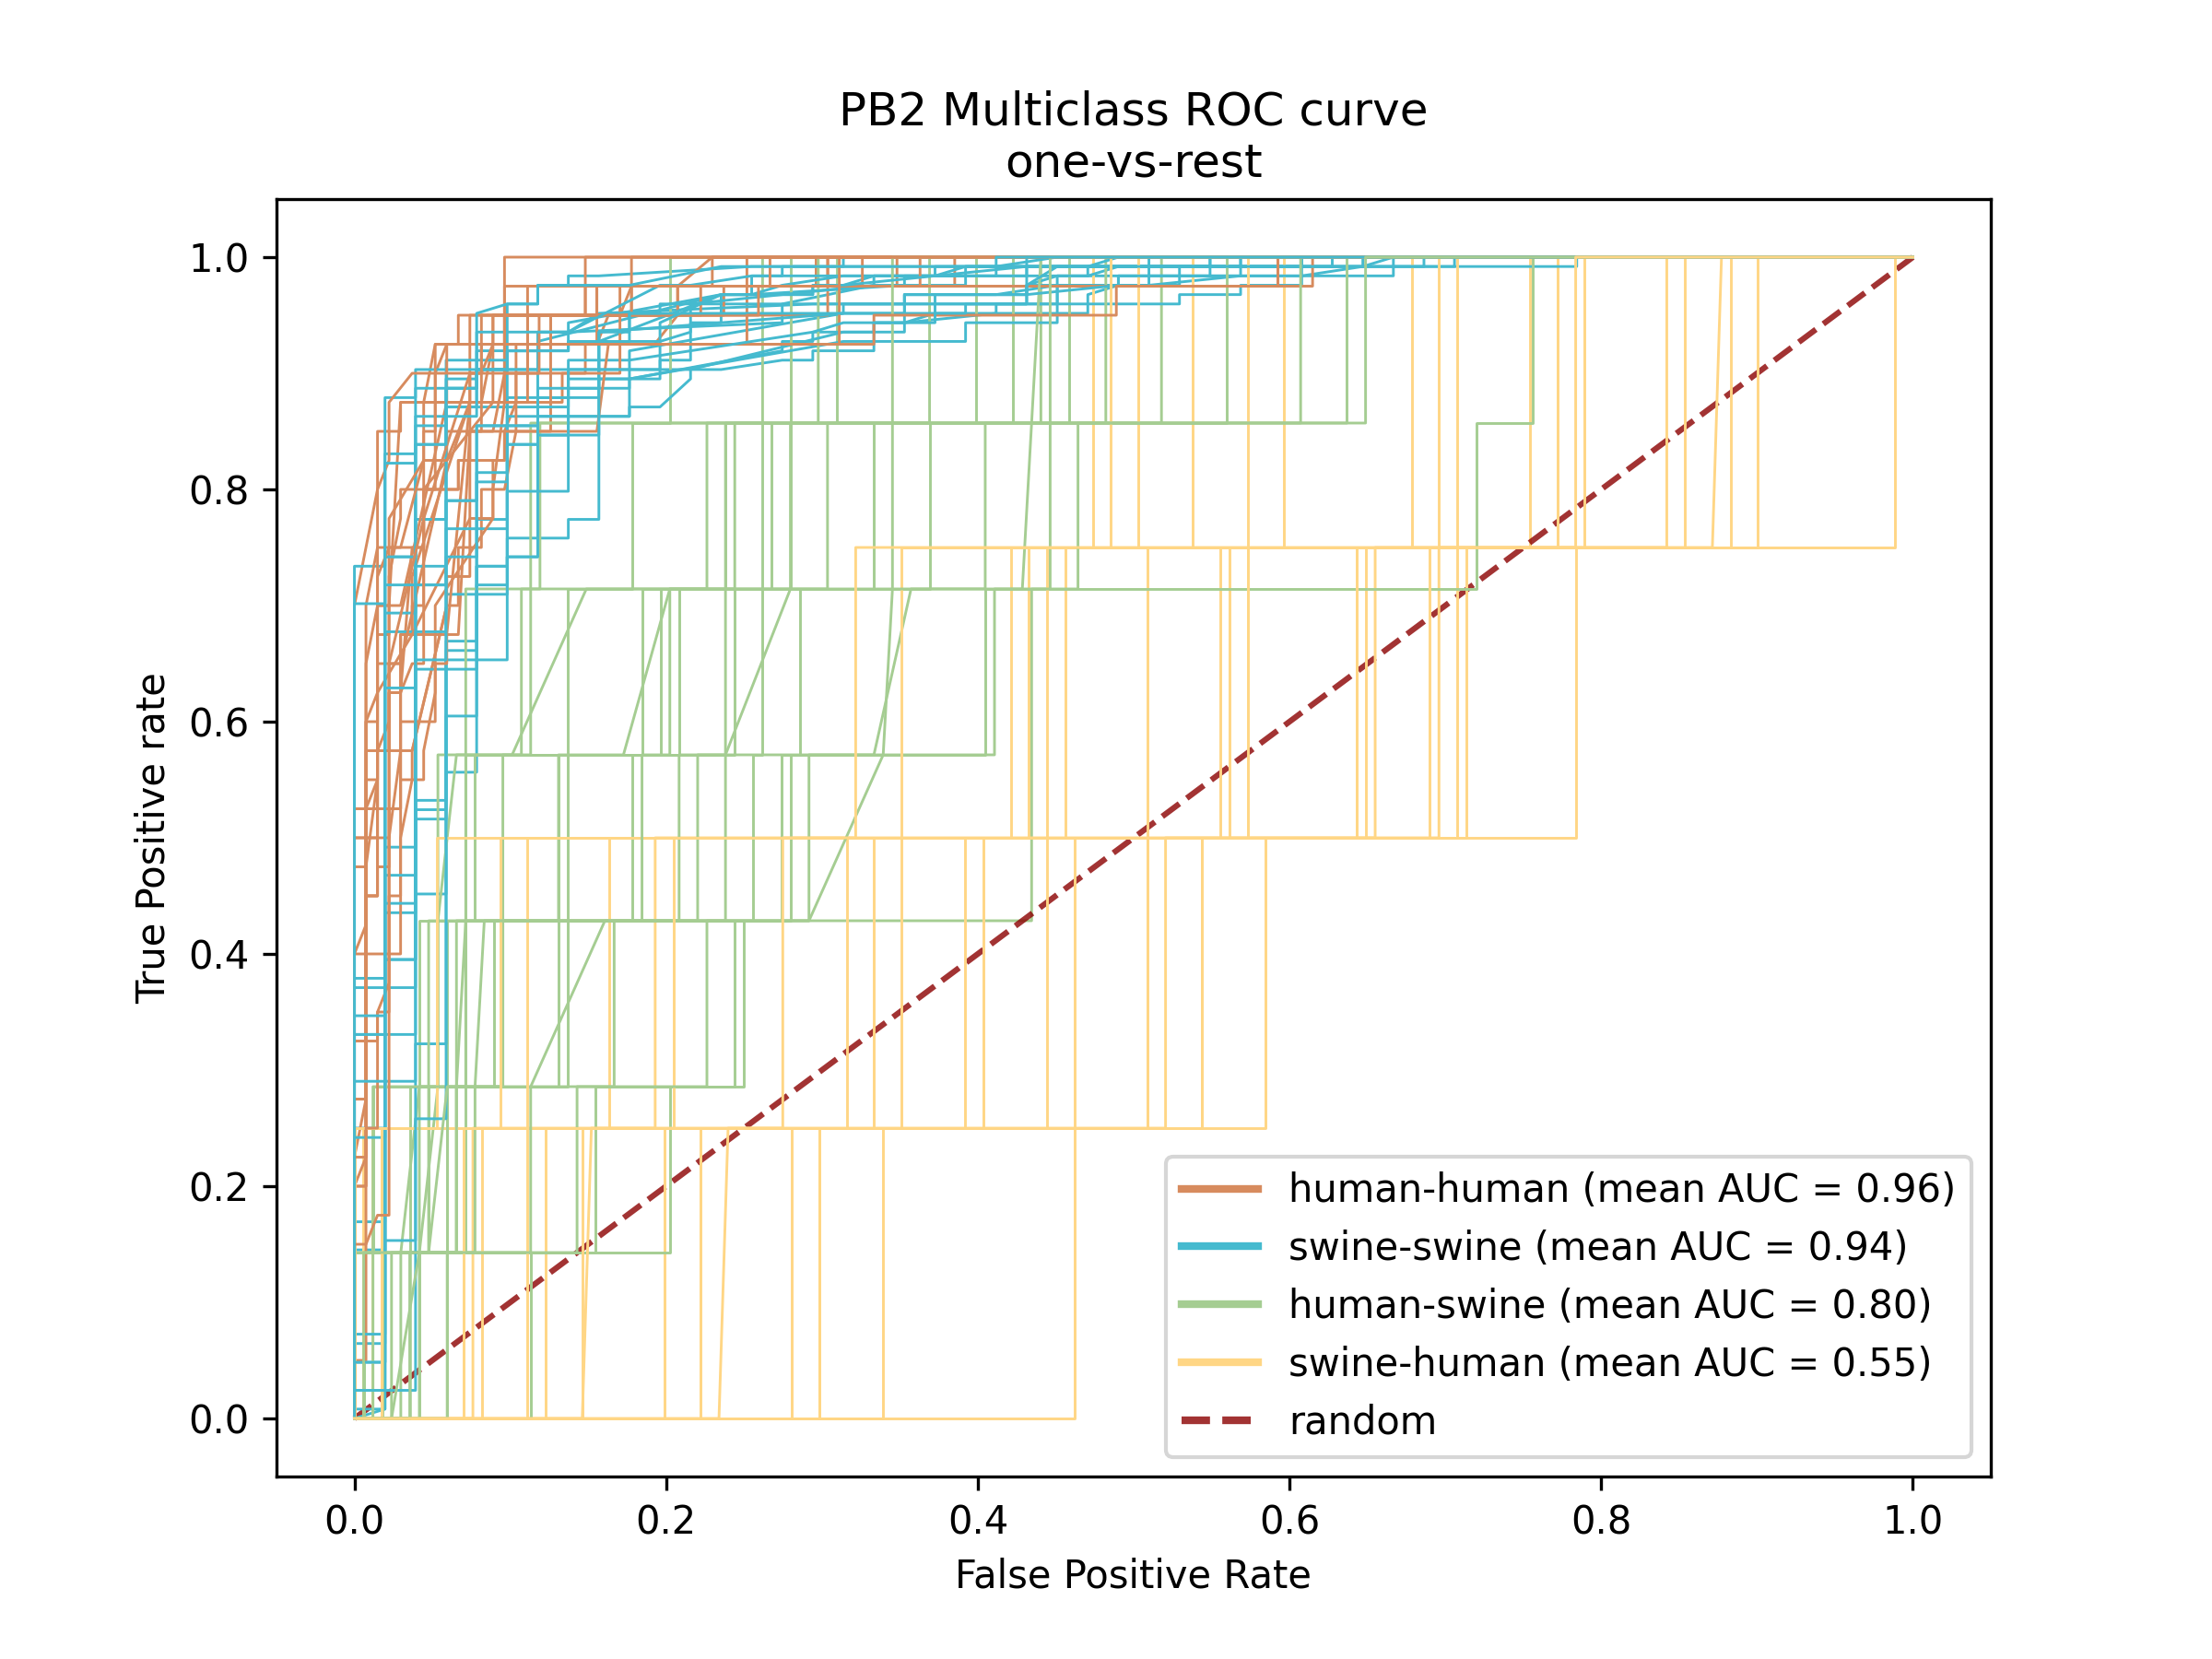 PB2 Multiclass ROC curve
one-vs-rest
1.0
0.8
0.6
0.4
0.2
0.0
True Positive rate
0.0 0.2 0.4 0.6 0.8 1.0
False Positive Rate
human-human (mean AUC = 0.96)
swine-swine (mean AUC = 0.94)
human-swine (mean AUC = 0.80)
swine-human (mean AUC = 0.55)
random